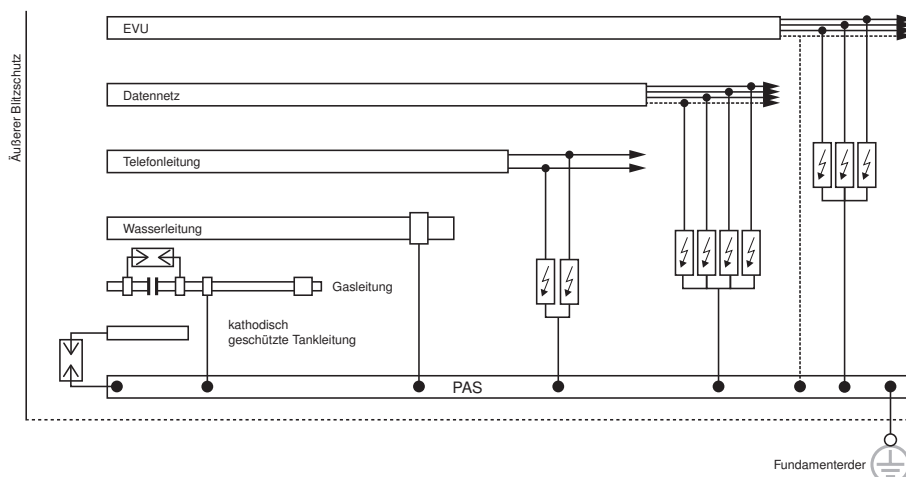 Äußerer Blitzschutz
EVU
Datennetz
Telefonleitung
Wasserleitung
Gasleitung
kathodisch
geschützte Tankleitung
PAS
Fundamenterder